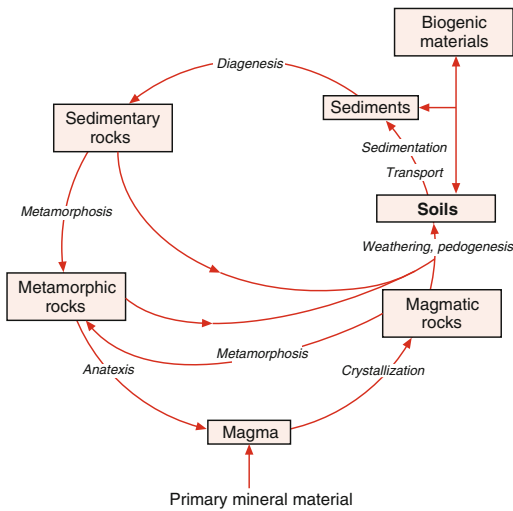 Biogenic
materials
Diagenesis
Sediments
Sedimentary
rocks
Sedimentation
Transport
Metamorphosis
Soils
Weathering, pedogenesis
Metamorphic
rocks
Magmatic
rocks
Metamorphosis
Anatexis
Crystallization
Magma
Primary mineral material